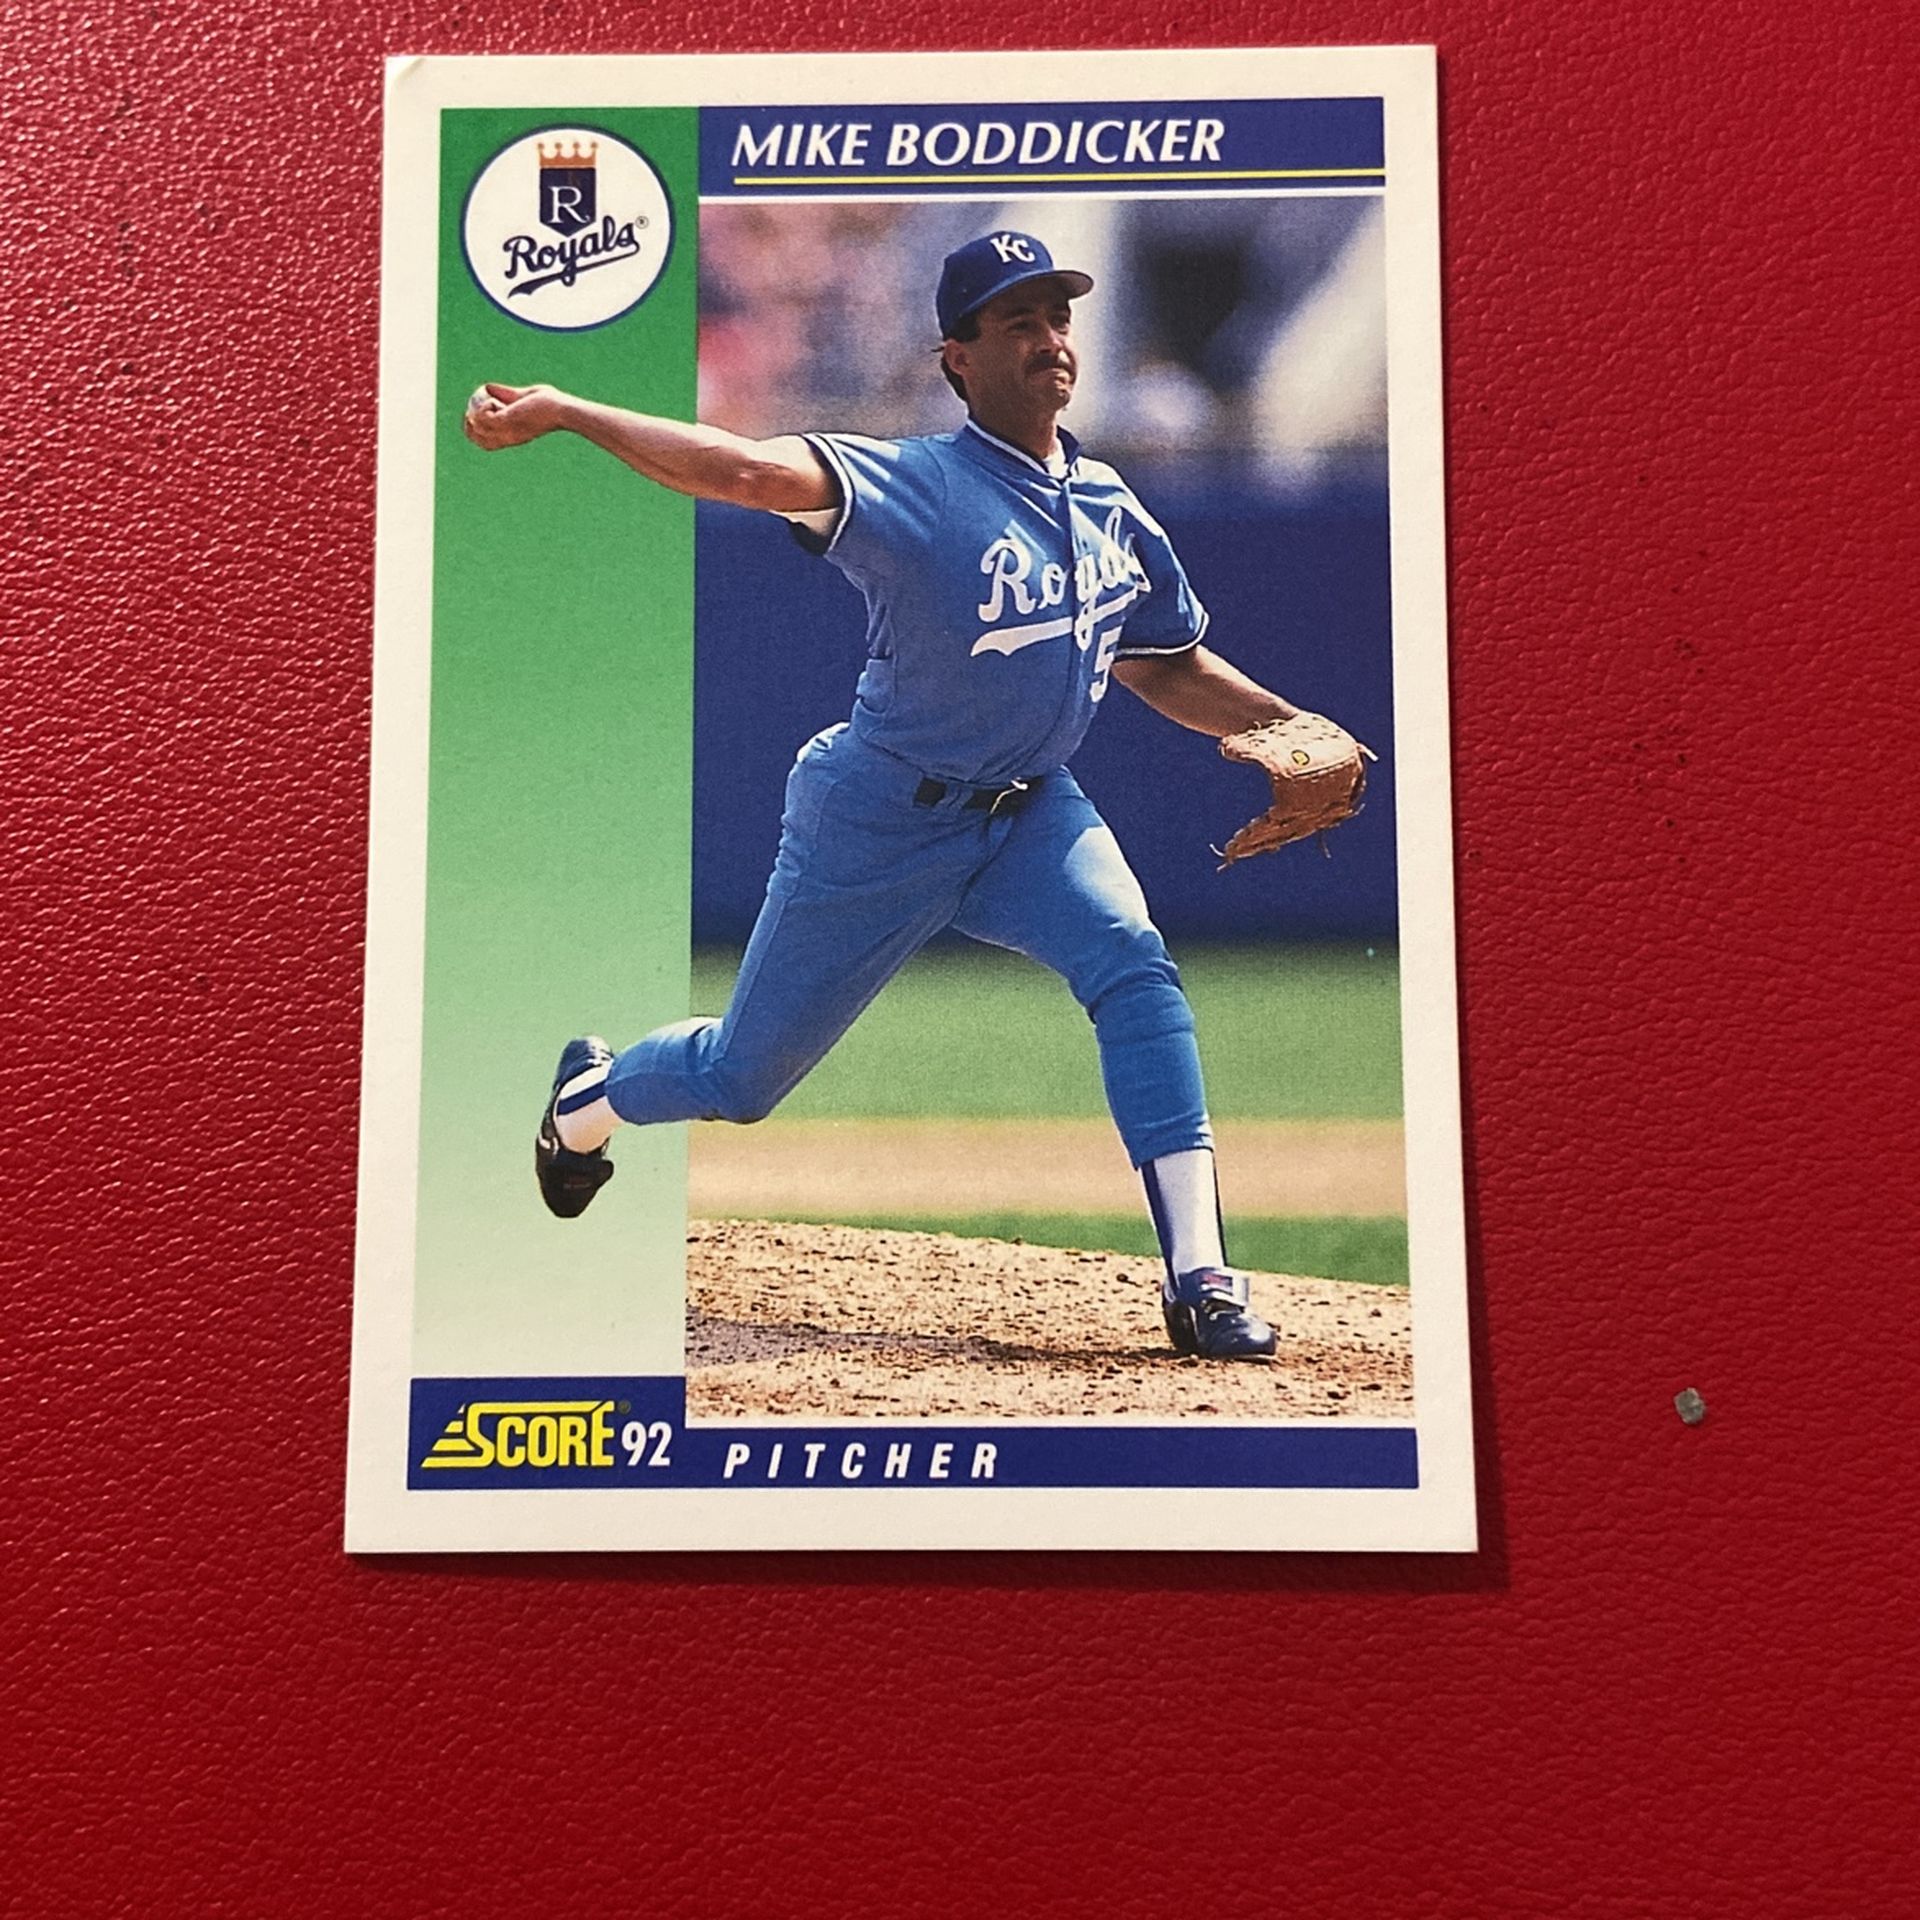 MIKE BODDICKER
R
Royals®
KC
Royals
5
SCORE® 92
PITCHER